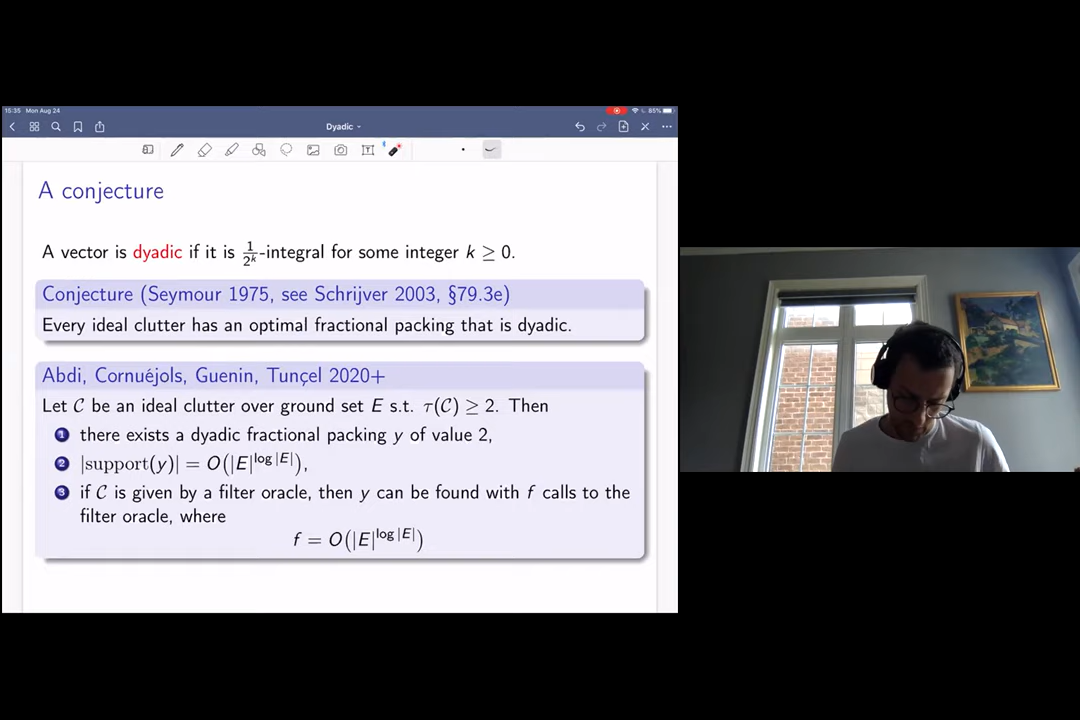 15:35 Mon Aug 24
85%
Dyadic
A conjecture
A vector is dyadic if it is 1/2^k-integral for some integer k ≥ 0.
Conjecture (Seymour 1975, see Schrijver 2003, §79.3e)
Every ideal clutter has an optimal fractional packing that is dyadic.
Abdi, Cornuéjols, Guenin, Tunçel 2020+
Let C be an ideal clutter over ground set E s.t. τ(C) ≥ 2. Then
1 there exists a dyadic fractional packing y of value 2,
2 |support(y)| = O(|E|^log |E|),
3 if C is given by a filter oracle, then y can be found with f calls to the
filter oracle, where
f = O(|E|^log |E|)